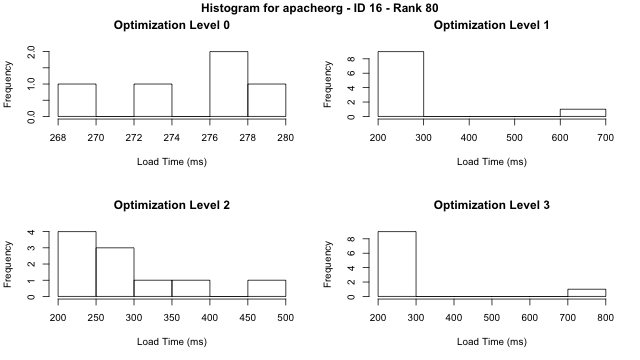 Histogram for apacheorg - ID 16 - Rank 80
Optimization Level 0
Frequency
0.0 1.0 2.0
268 270 272 274 276 278 280
Load Time (ms)
Optimization Level 1
Frequency
0 2 4 6 8
200 300 400 500 600 700
Load Time (ms)
Optimization Level 2
Frequency
0 1 2 3 4
200 250 300 350 400 450 500
Load Time (ms)
Optimization Level 3
Frequency
0 2 4 6 8
200 300 400 500 600 700 800
Load Time (ms)